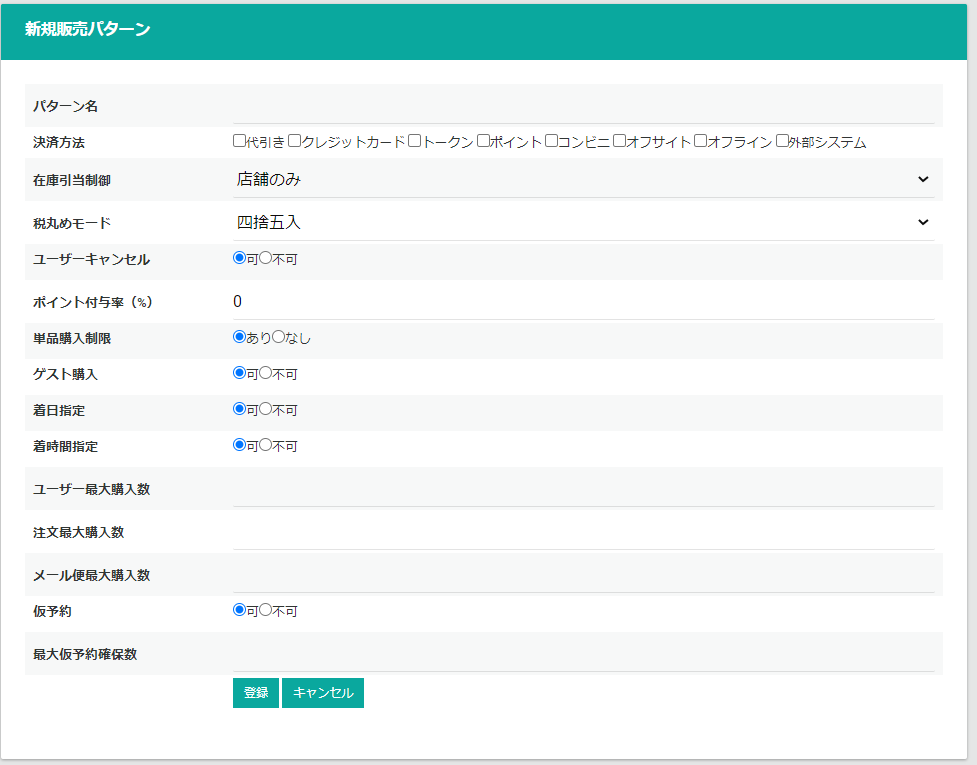 新規販売パターン
パターン名
決済方法 代引き クレジットカード トークン ポイント コンビニ オフサイト オフライン 外部システム
在庫引当制御 店舗のみ
税丸めモード 四捨五入
ユーザーキャンセル 可 不可
ポイント付与率（%） 0
単品購入制限 あり なし
ゲスト購入 可 不可
着日指定 可 不可
着時間指定 可 不可
ユーザー最大購入数
注文最大購入数
メール便最大購入数
仮予約 可 不可
最大仮予約確保数
登録 キャンセル